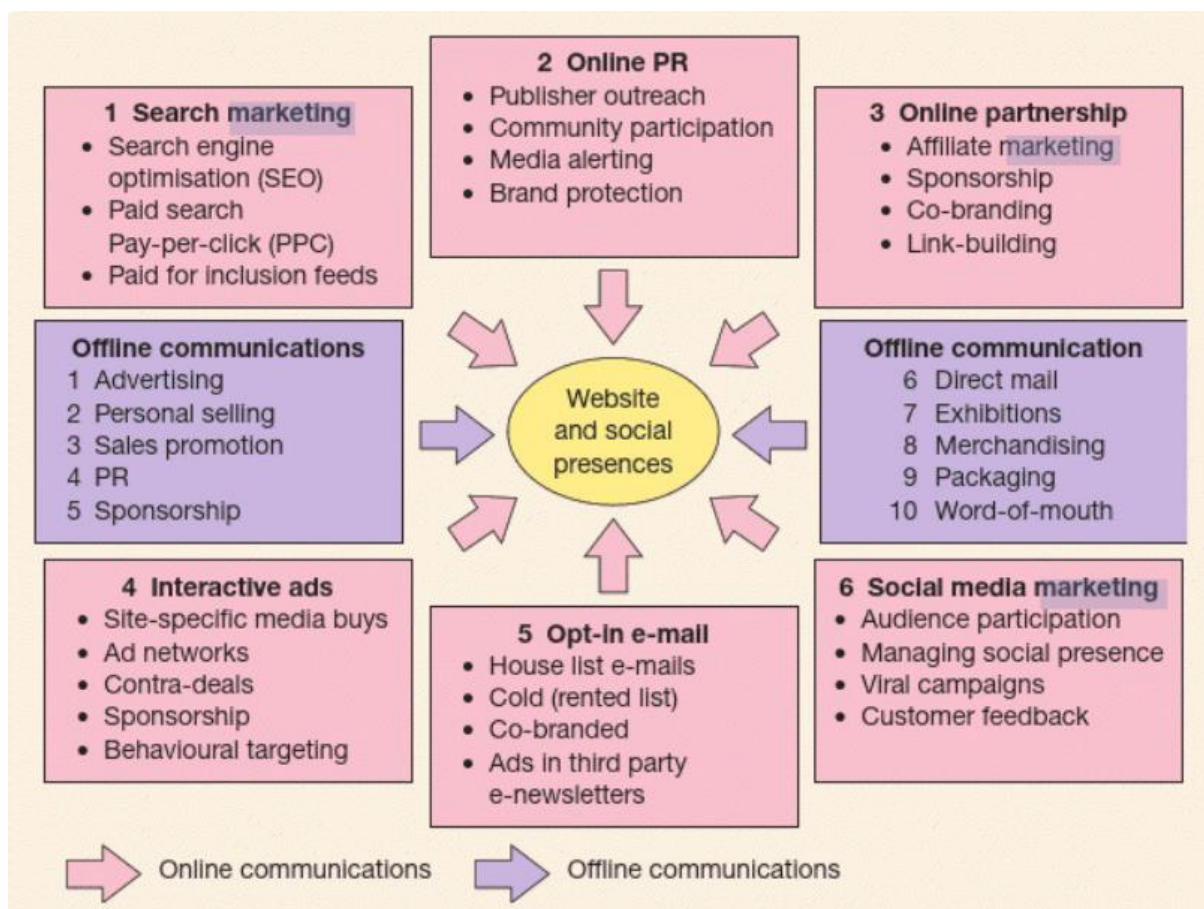 2 Online PR
• Publisher outreach
• Community participation
• Media alerting
• Brand protection
1 Search marketing
• Search engine
optimisation (SEO)
• Paid search
Pay-per-click (PPC)
• Paid for inclusion feeds
3 Online partnership
• Affiliate marketing
• Sponsorship
• Co-branding
• Link-building
Offline communications
1 Advertising
2 Personal selling
3 Sales promotion
4 PR
5 Sponsorship
Website
and social
presences
Offline communication
6 Direct mail
7 Exhibitions
8 Merchandising
9 Packaging
10 Word-of-mouth
4 Interactive ads
• Site-specific media buys
• Ad networks
• Contra-deals
• Sponsorship
• Behavioural targeting
5 Opt-in e-mail
• House list e-mails
• Cold (rented list)
• Co-branded
• Ads in third party
e-newsletters
6 Social media marketing
• Audience participation
• Managing social presence
• Viral campaigns
• Customer feedback
Online communications
Offline communications